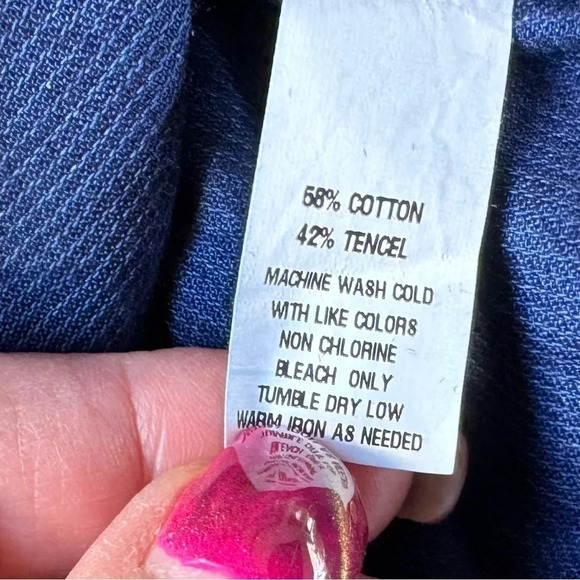 58% COTTON
42% TENCEL
MACHINE WASH COLD
WITH LIKE COLORS
NON CHLORINE
BLEACH ONLY
TUMBLE DRY LOW
WARM IRON AS NEEDED